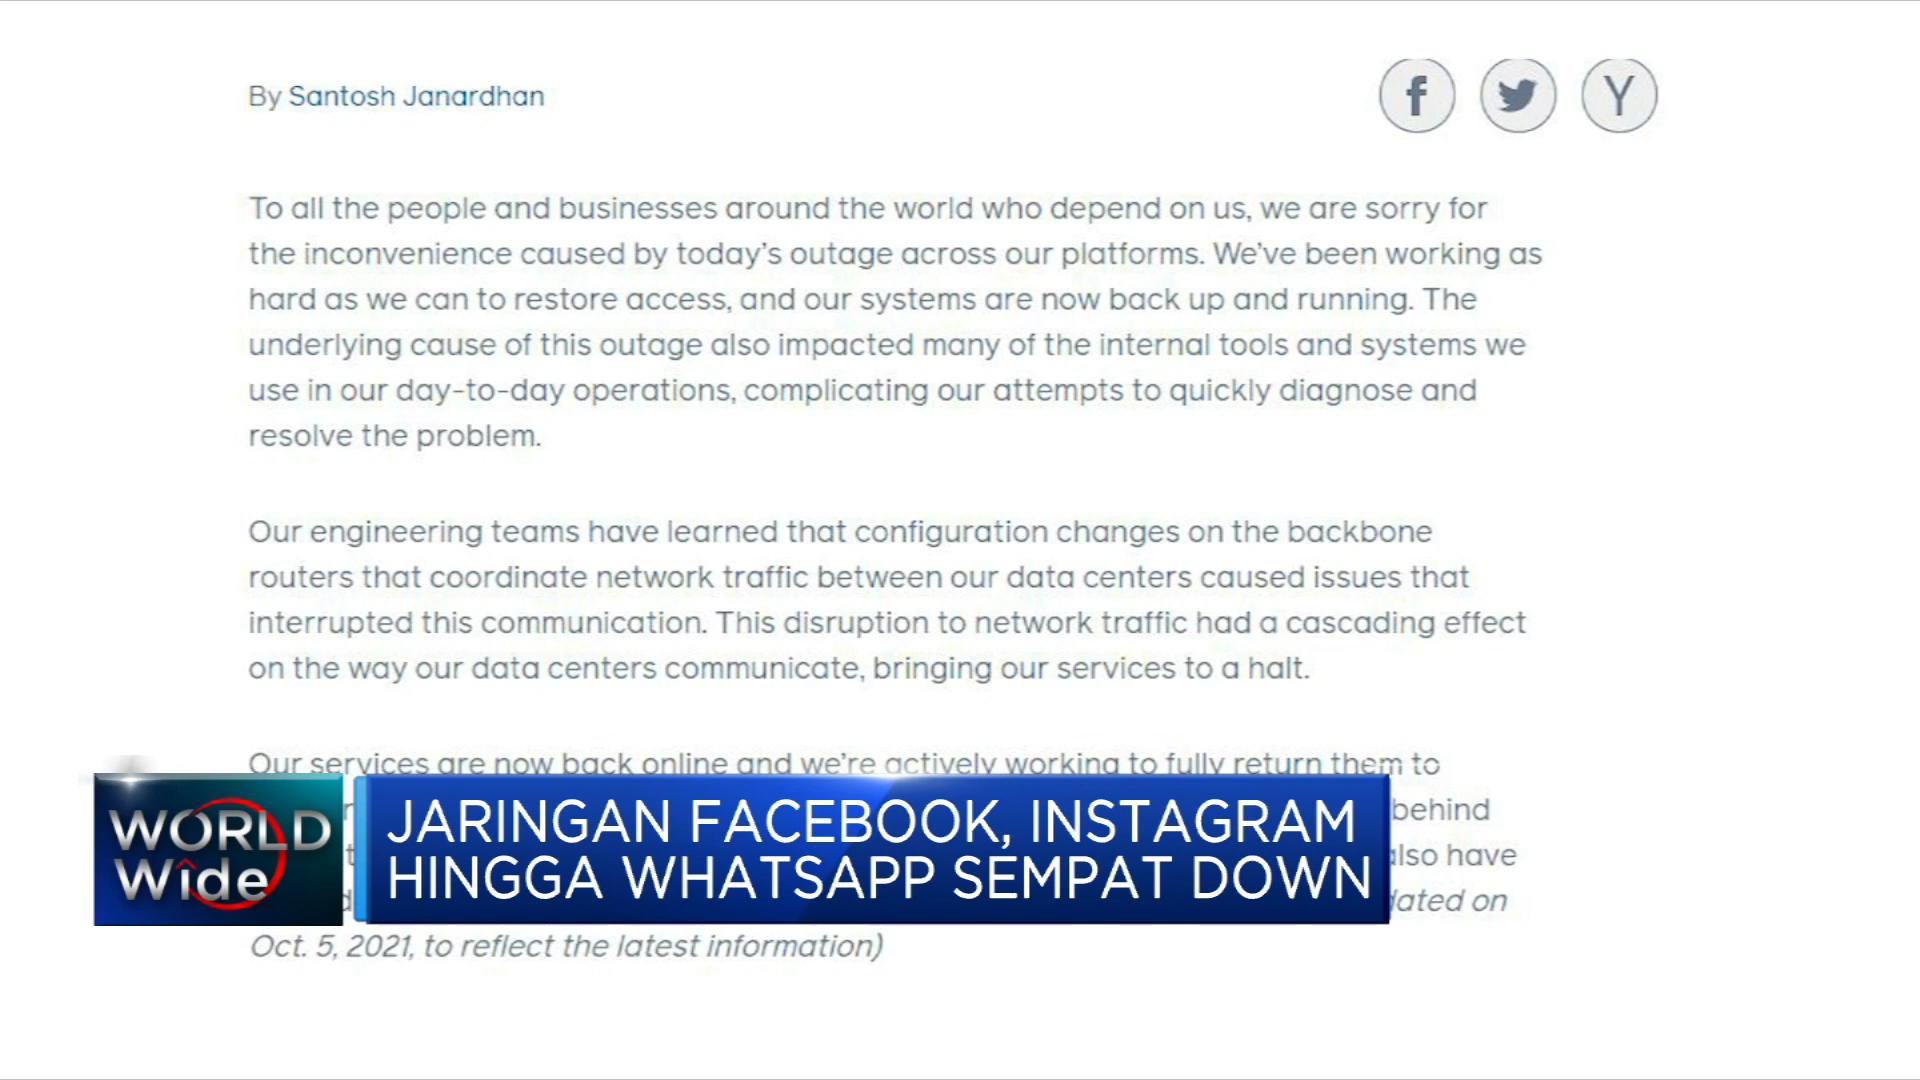 By Santosh Janardhan
f
Y
To all the people and businesses around the world who depend on us, we are sorry for
the inconvenience caused by today's outage across our platforms. We've been working as
hard as we can to restore access, and our systems are now back up and running. The
underlying cause of this outage also impacted many of the internal tools and systems we
use in our day-to-day operations, complicating our attempts to quickly diagnose and
resolve the problem.
Our engineering teams have learned that configuration changes on the backbone
routers that coordinate network traffic between our data centers caused issues that
interrupted this communication. This disruption to network traffic had a cascading effect
on the way our data centers communicate, bringing our services to a halt.
Our services are now back online and we're actively working to fully return them to
behind
also have
on
Oct. 5, 2021, to reflect the latest information)
WORLD
Wide
JARINGAN FACEBOOK, INSTAGRAM
HINGGA WHATSAPP SEMPAT DOWN